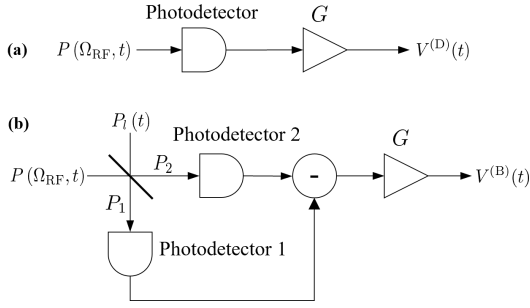 Photodetector
G
(a)
P(Ω_RF, t)
V^(D)(t)
(b)
P_l(t)
Photodetector 2
G
P(Ω_RF, t)
P_2
-
V^(B)(t)
P_1
Photodetector 1